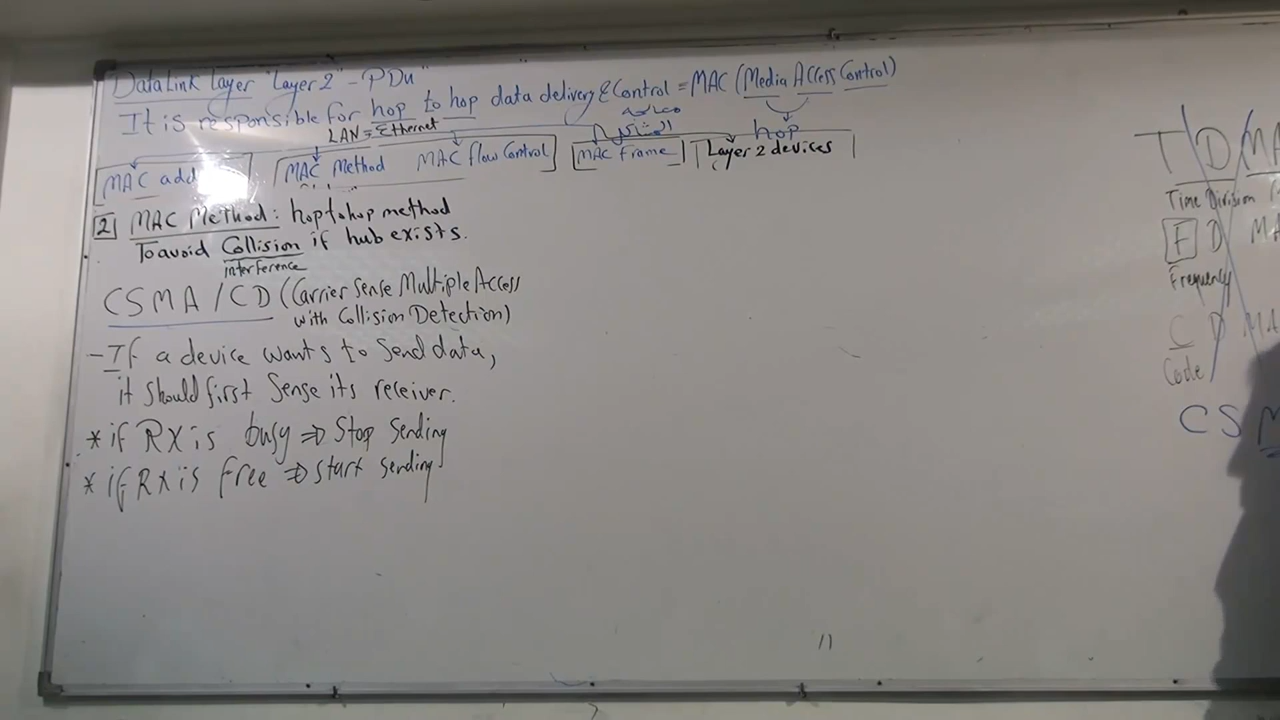 DataLink Layer "Layer 2" - PDU"
It is responsible for hop to hop data delivery & Control = MAC (Media Access Control)
LAN = Ethernet
hop
MAC add
MAC Method MAC flow Control
MAC frame
Layer 2 devices
2 MAC Method: hop to hop method
To avoid Collision if hub exists.
interference
CSMA/CD (Carrier Sense Multiple Access
with Collision Detection)
- If a device wants to send data,
it should first Sense its receiver.
* if RX is busy ⇒ Stop Sending
* if RX is free ⇒ start sending
T D MA
Time Division
F D MA
Frequency
C D MA
Code
CSM